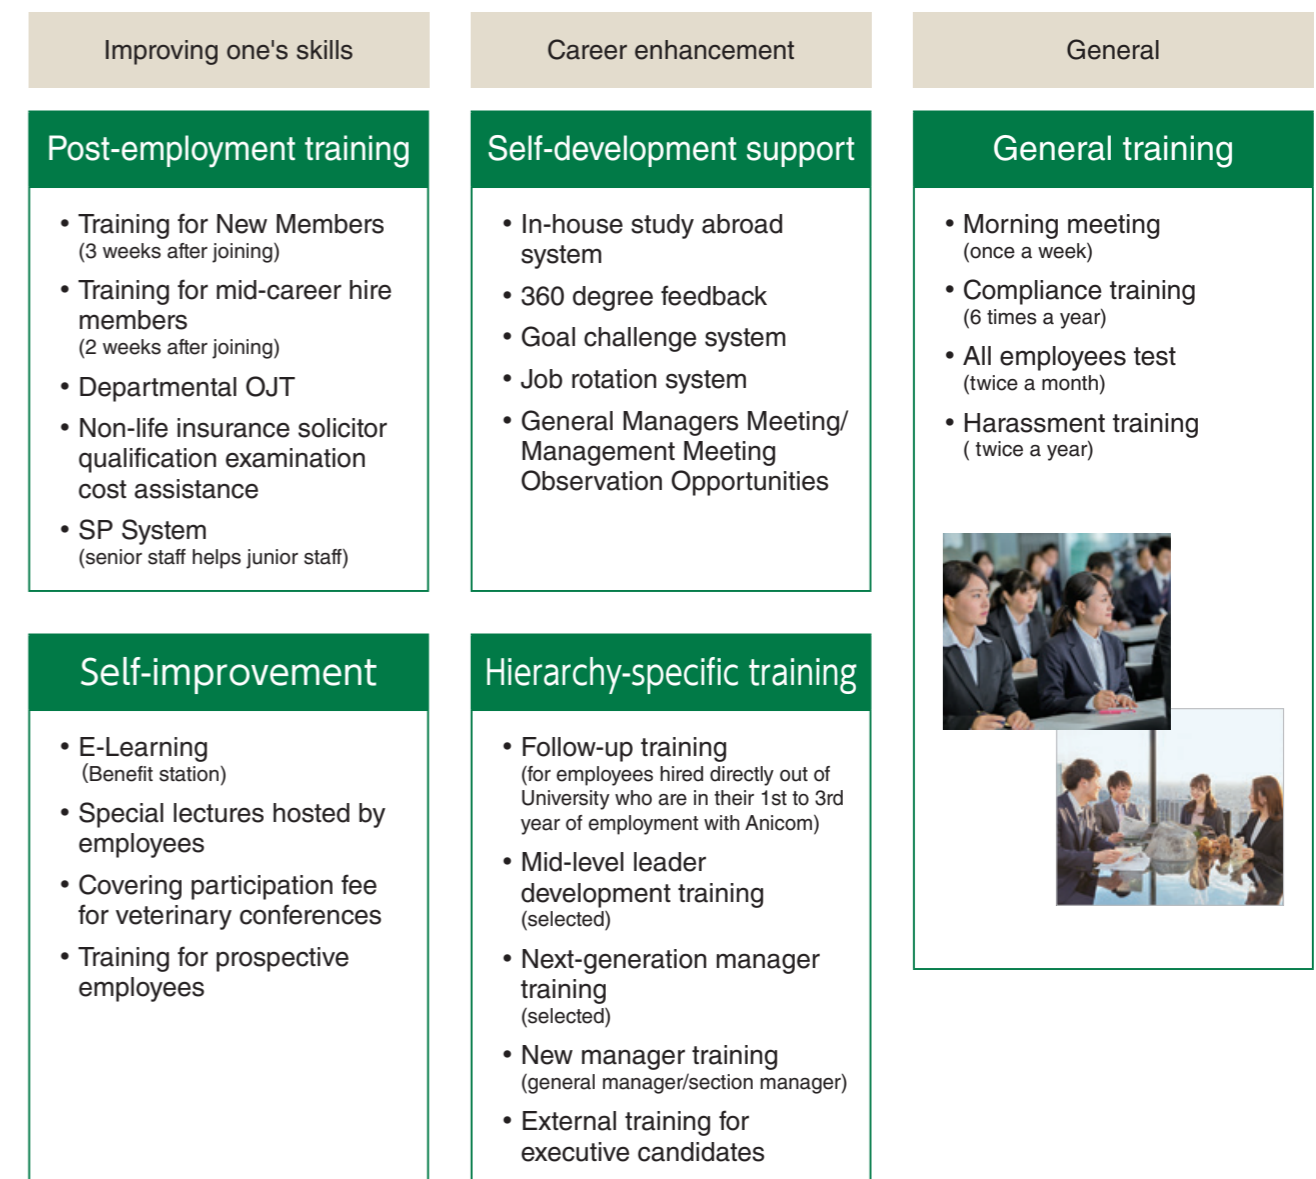 Improving one's skills
Career enhancement
General
Post-employment training
• Training for New Members
(3 weeks after joining)
• Training for mid-career hire
members
(2 weeks after joining)
• Departmental OJT
• Non-life insurance solicitor
qualification examination
cost assistance
• SP System
(senior staff helps junior staff)
Self-development support
• In-house study abroad
system
• 360 degree feedback
• Goal challenge system
• Job rotation system
• General Managers Meeting/
Management Meeting
Observation Opportunities
General training
• Morning meeting
(once a week)
• Compliance training
(6 times a year)
• All employees test
(twice a month)
• Harassment training
( twice a year)
Self-improvement
• E-Learning
(Benefit station)
• Special lectures hosted by
employees
• Covering participation fee
for veterinary conferences
• Training for prospective
employees
Hierarchy-specific training
• Follow-up training
(for employees hired directly out of
University who are in their 1st to 3rd
year of employment with Anicom)
• Mid-level leader
development training
(selected)
• Next-generation manager
training
(selected)
• New manager training
(general manager/section manager)
• External training for
executive candidates